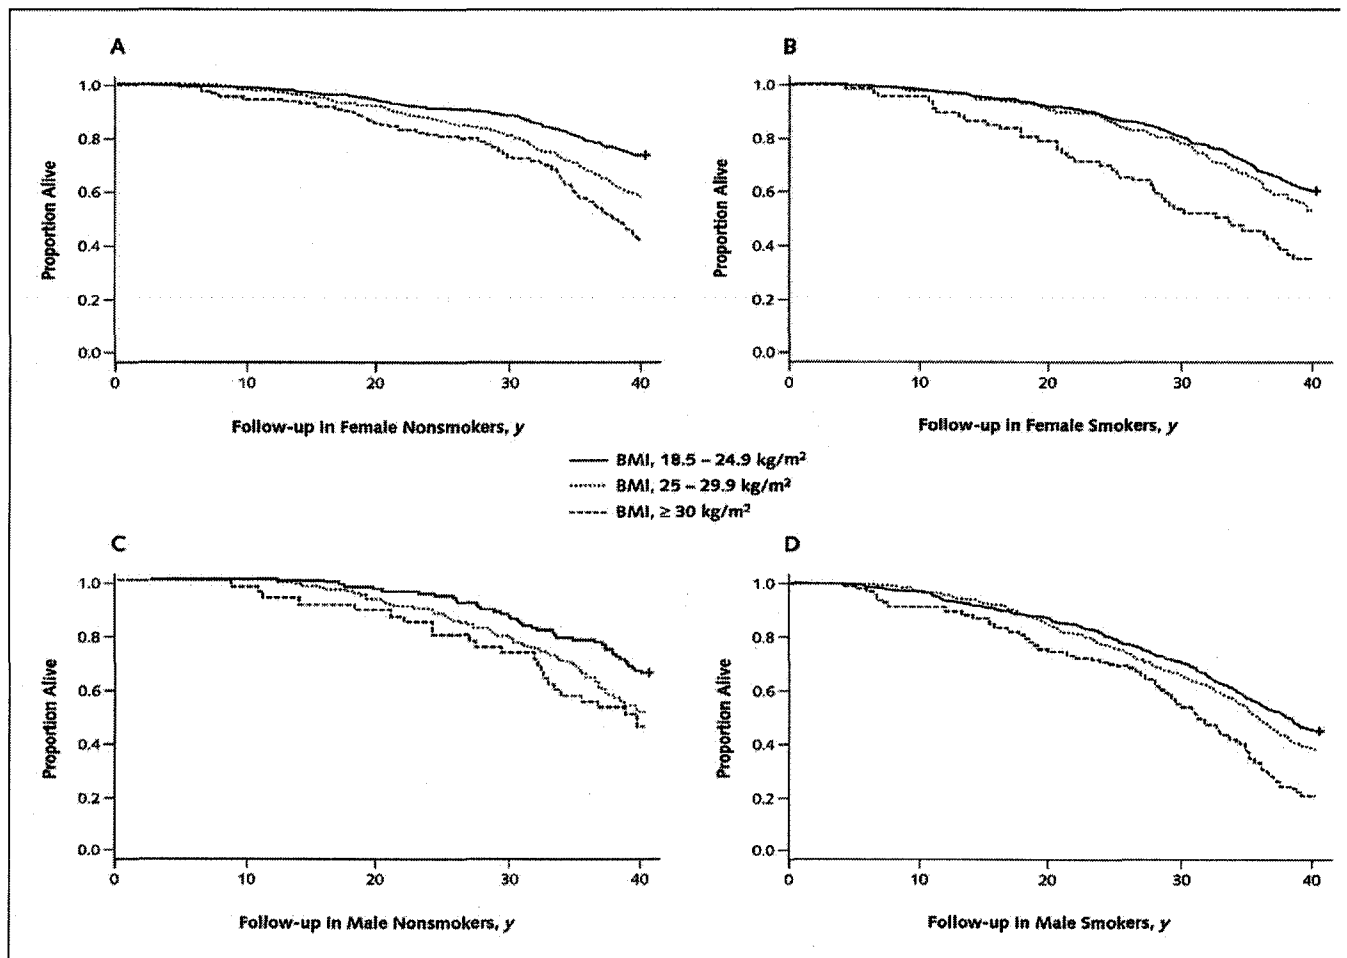 A
1.0
0.8
0.6
0.4
0.2
0.0
Proportion Alive
0 10 20 30 40
Follow-up in Female Nonsmokers, y
B
1.0
0.8
0.6
0.4
0.2
0.0
Proportion Alive
0 10 20 30 40
Follow-up in Female Smokers, y
BMI, 18.5 – 24.9 kg/m²
BMI, 25 – 29.9 kg/m²
BMI, ≥ 30 kg/m²
C
1.0
0.8
0.6
0.4
0.2
0.0
Proportion Alive
0 10 20 30 40
Follow-up in Male Nonsmokers, y
D
1.0
0.8
0.6
0.4
0.2
0.0
Proportion Alive
0 10 20 30 40
Follow-up in Male Smokers, y